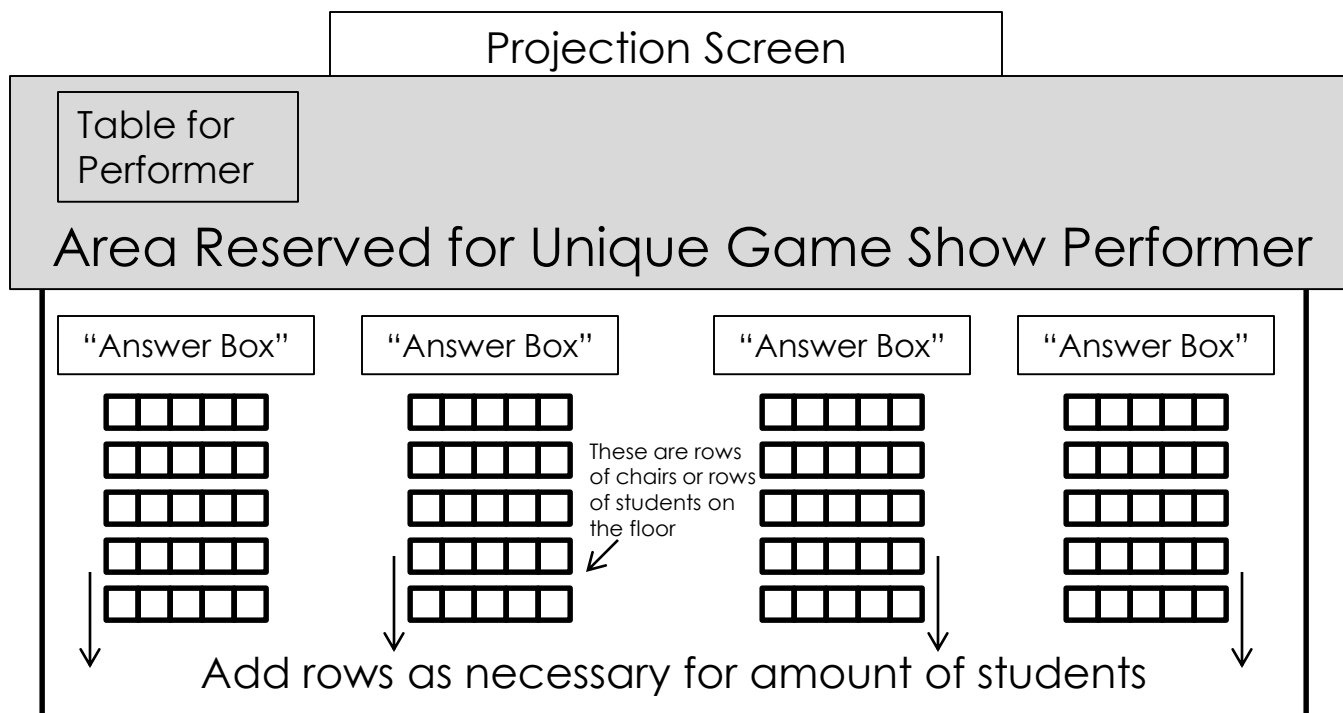 Projection Screen
Table for
Performer
Area Reserved for Unique Game Show Performer
“Answer Box”
“Answer Box”
“Answer Box”
“Answer Box”
These are rows
of chairs or rows
of students on
the floor
Add rows as necessary for amount of students